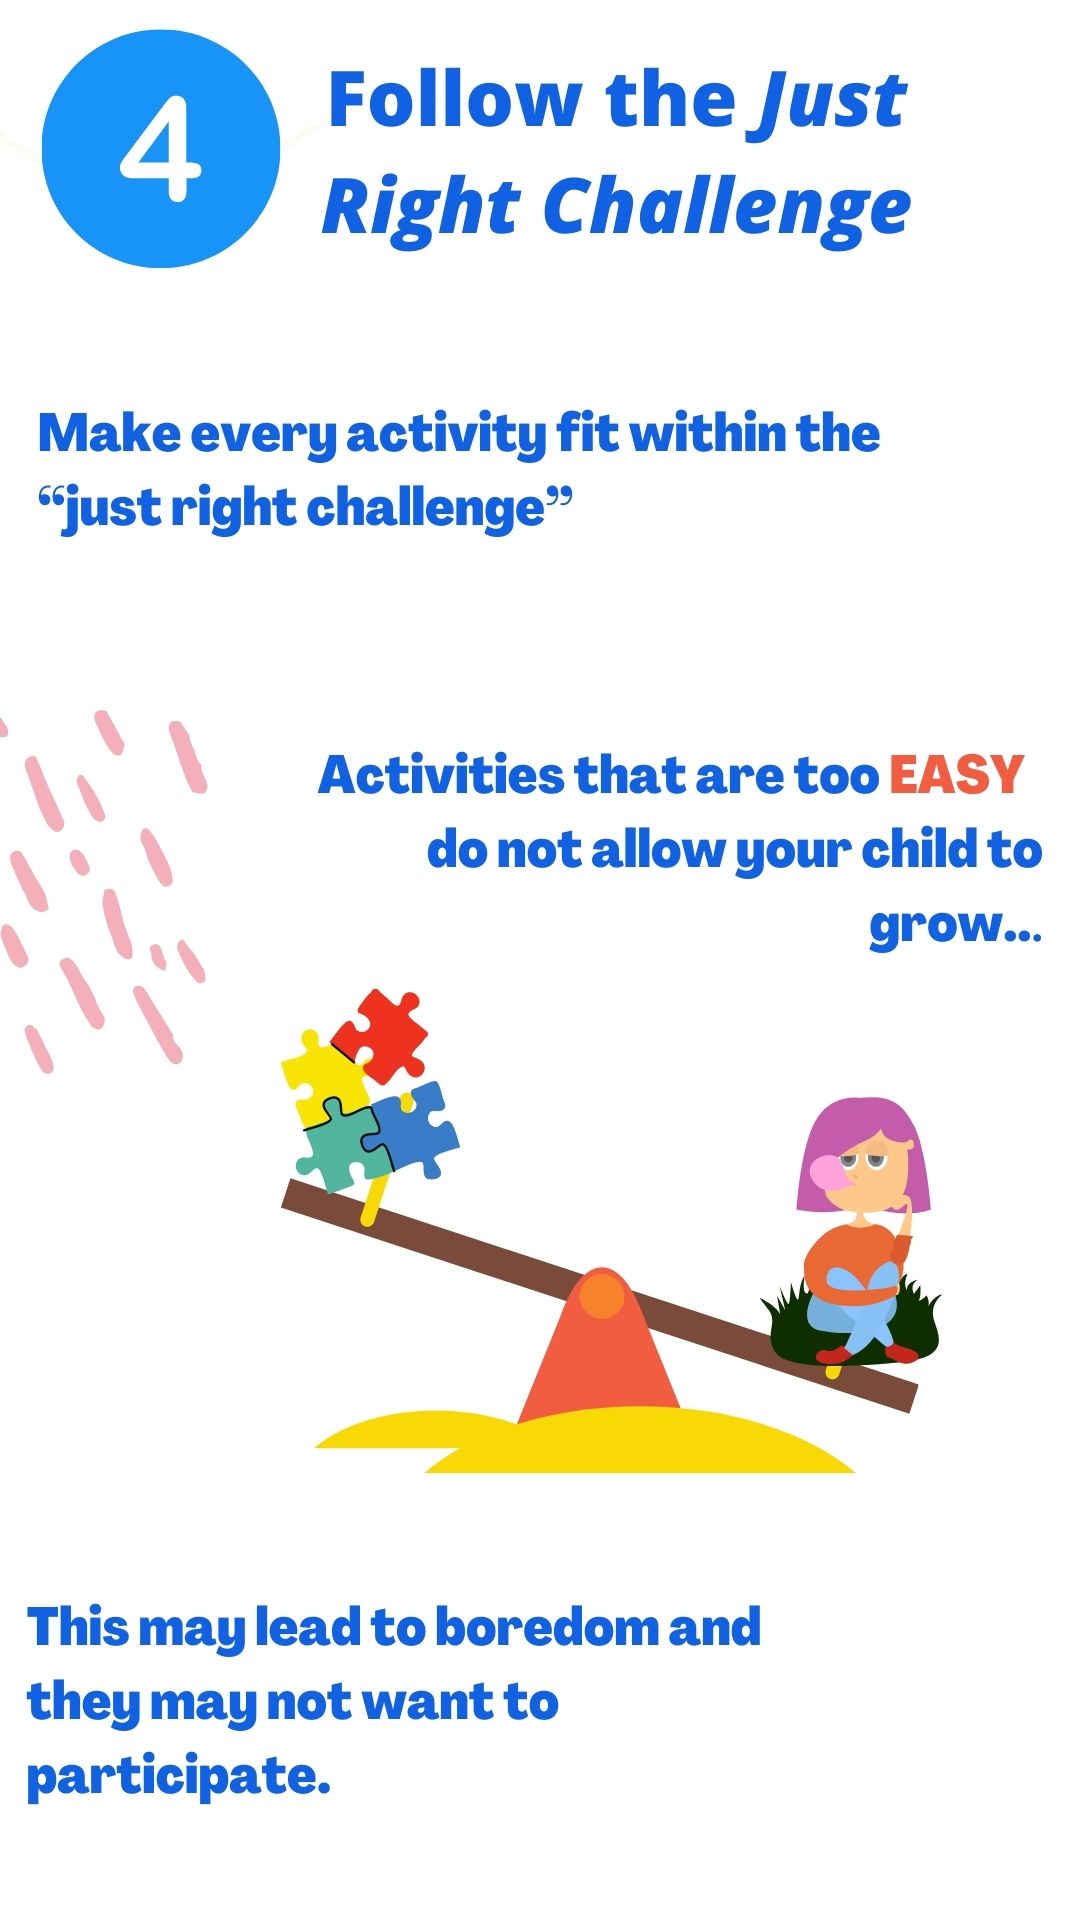 4
Follow the Just
Right Challenge
Make every activity fit within the
“just right challenge”
Activities that are too EASY
do not allow your child to
grow...
This may lead to boredom and
they may not want to
participate.